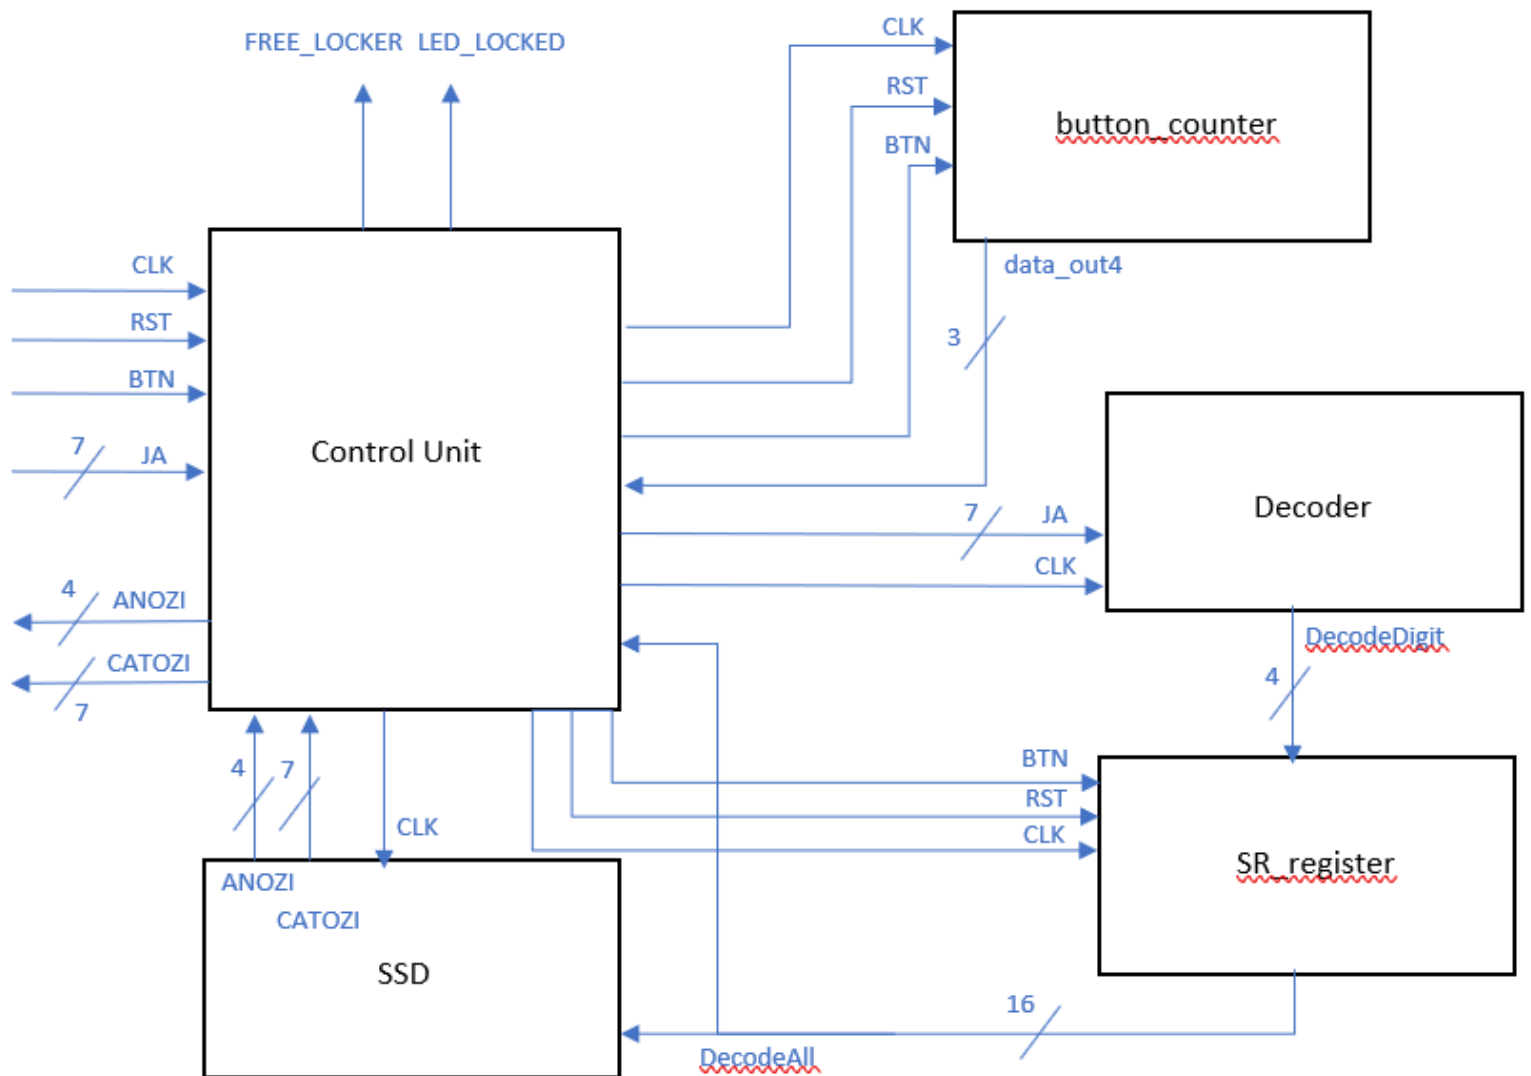 FREE_LOCKER LED_LOCKED
CLK
RST
BTN
button_counter
data_out4
3
CLK
RST
BTN
7 JA
Control Unit
4 ANOZI
CATOZI
7
7 JA
CLK
Decoder
DecodeDigit
4
4 7
CLK
BTN
RST
CLK
SR_register
ANOZI
CATOZI
SSD
16
DecodeAll